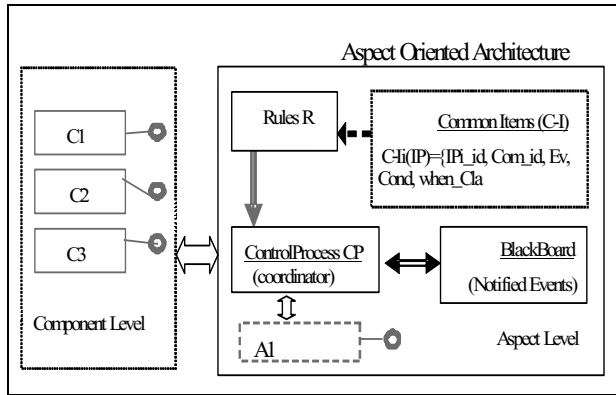 Aspect Oriented Architecture
C1
C2
C3
Component Level
Rules R
Common Items (C-I)
C-Ii(IP)={IPi_id, Com_id, Ev,
Cond, when_Cla
ControlProcess CP
(coordinator)
BlackBoard
(Notified Events)
A1
Aspect Level